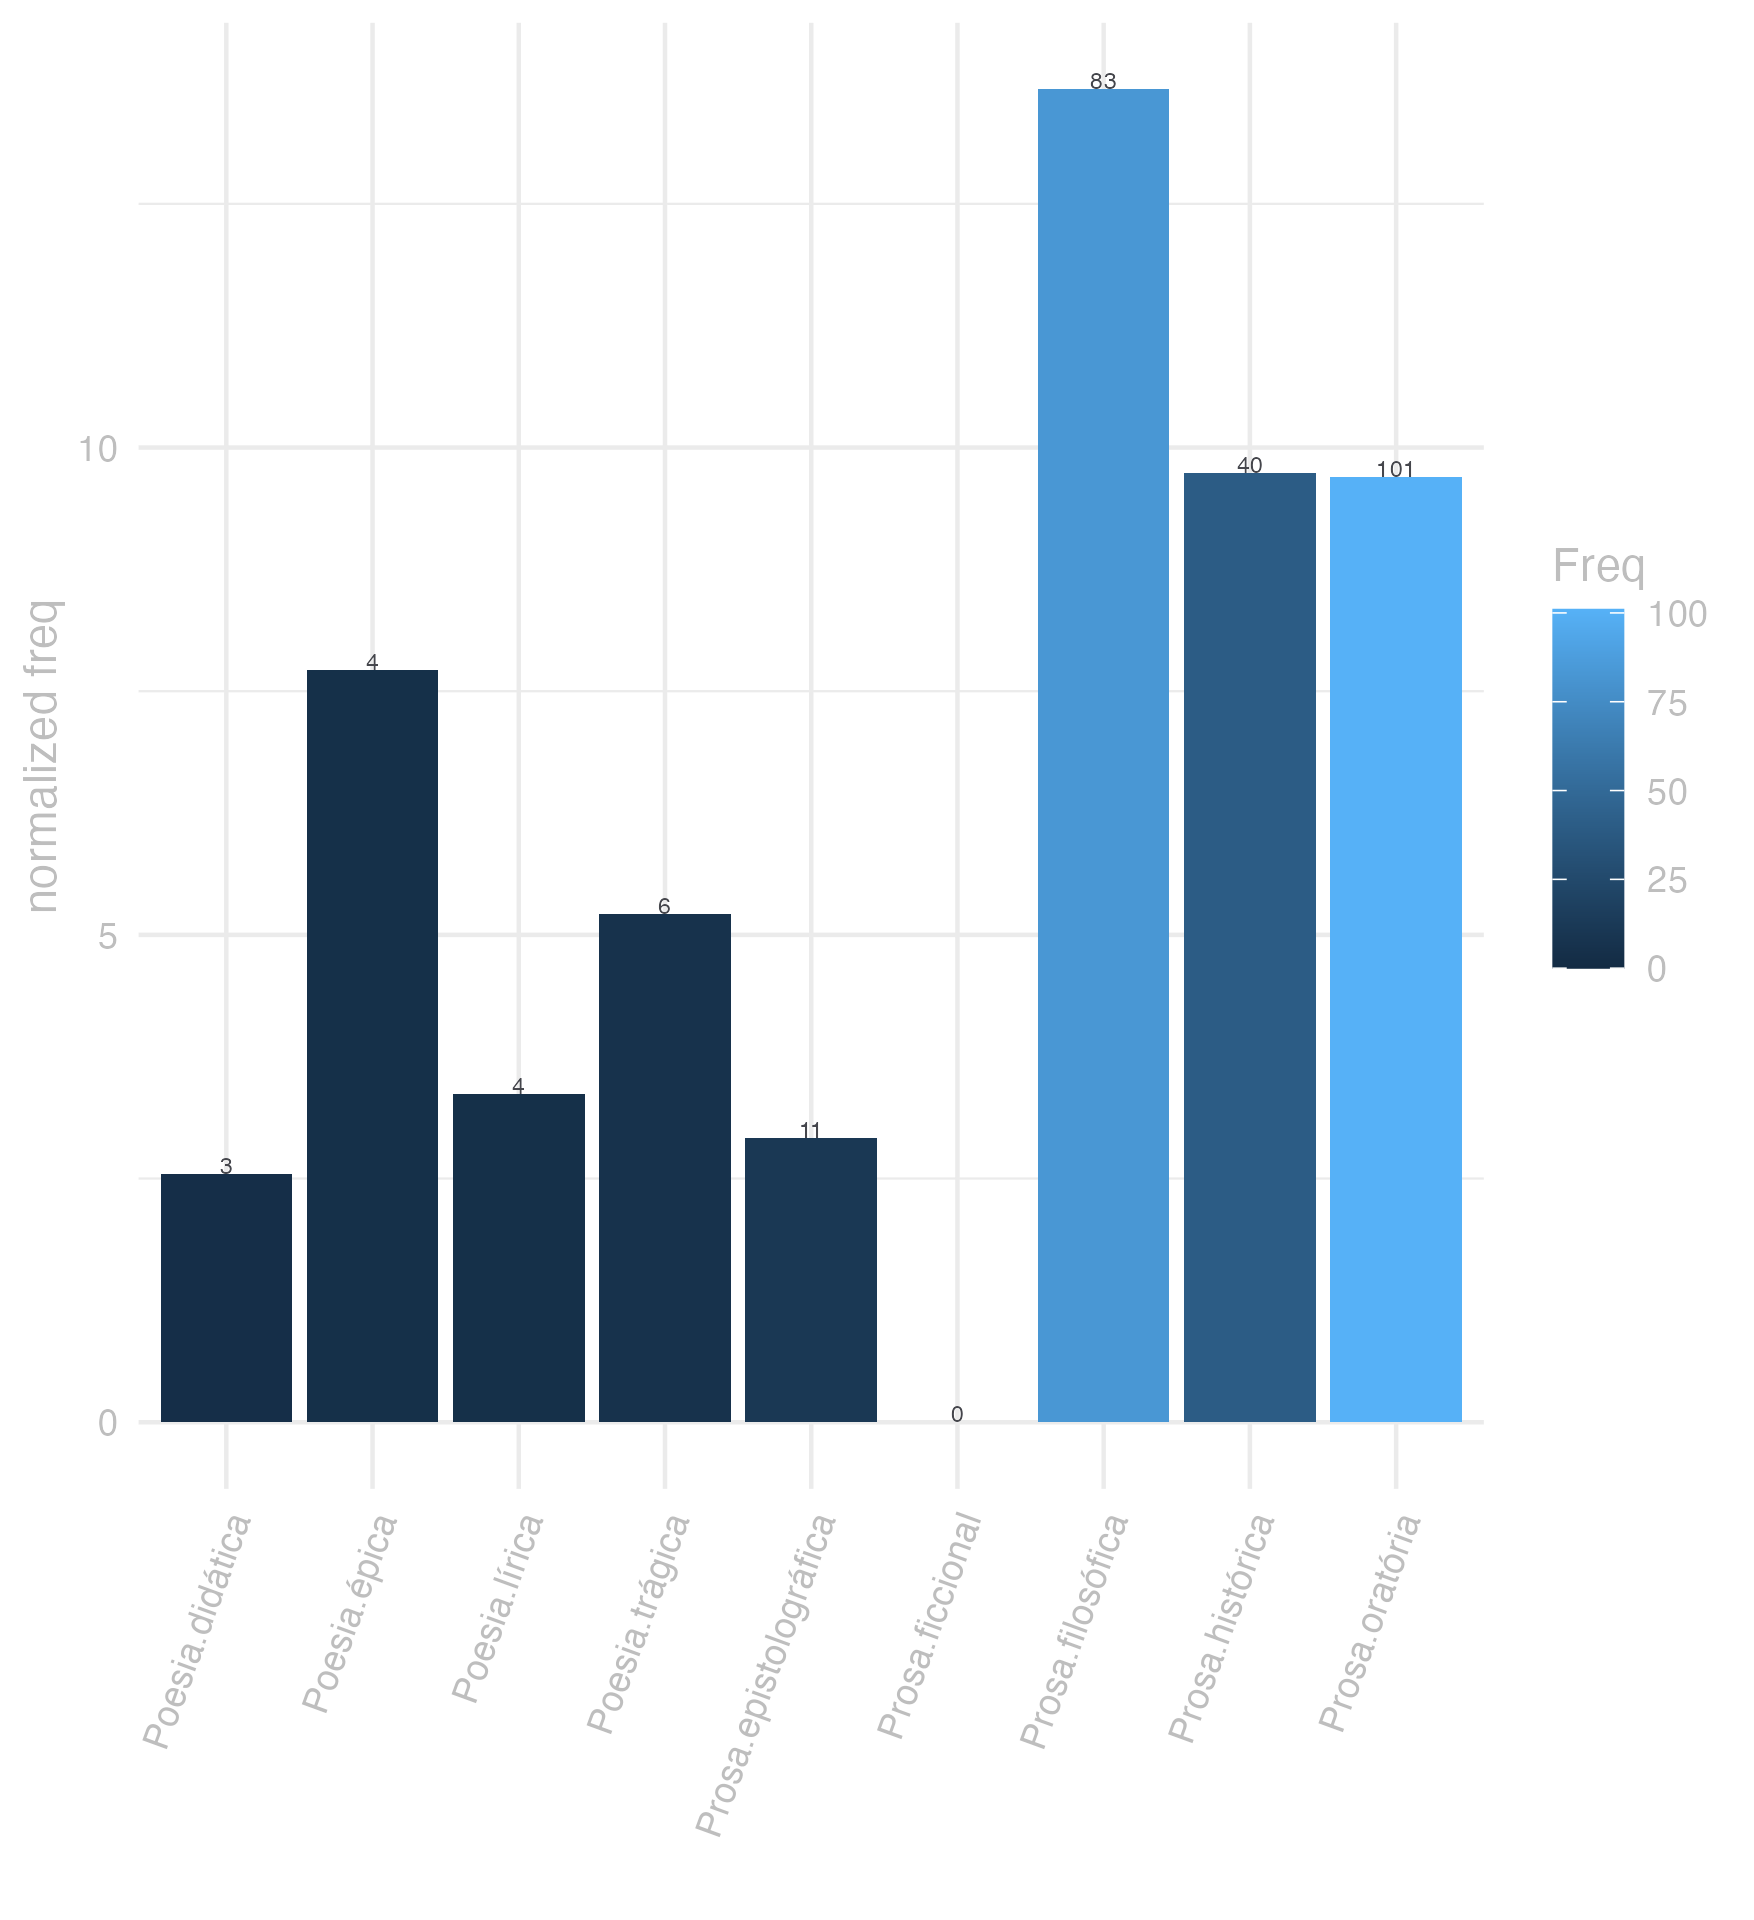 83
10
40
101
Freq
100
75
50
25
0
normalized freq
4
6
5
4
11
3
0
0
Poesia.didática
Poesia.épica
Poesia.lírica
Poesia.trágica
Prosa.epistolográfica
Prosa.ficcional
Prosa.filosófica
Prosa.histórica
Prosa.oratória